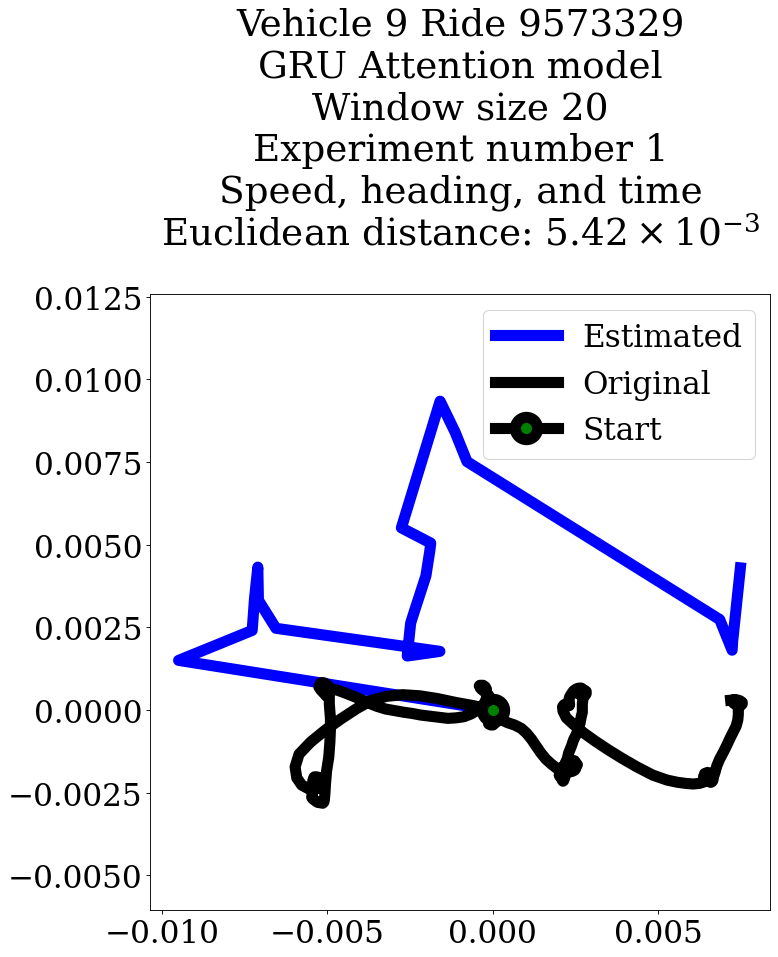 Vehicle 9 Ride 9573329
GRU Attention model
Window size 20
Experiment number 1
Speed, heading, and time
Euclidean distance: 5.42 × 10⁻³
0.0125
0.0100
0.0075
0.0050
0.0025
0.0000
−0.0025
−0.0050
Estimated
Original
Start
−0.010 −0.005 0.000 0.005